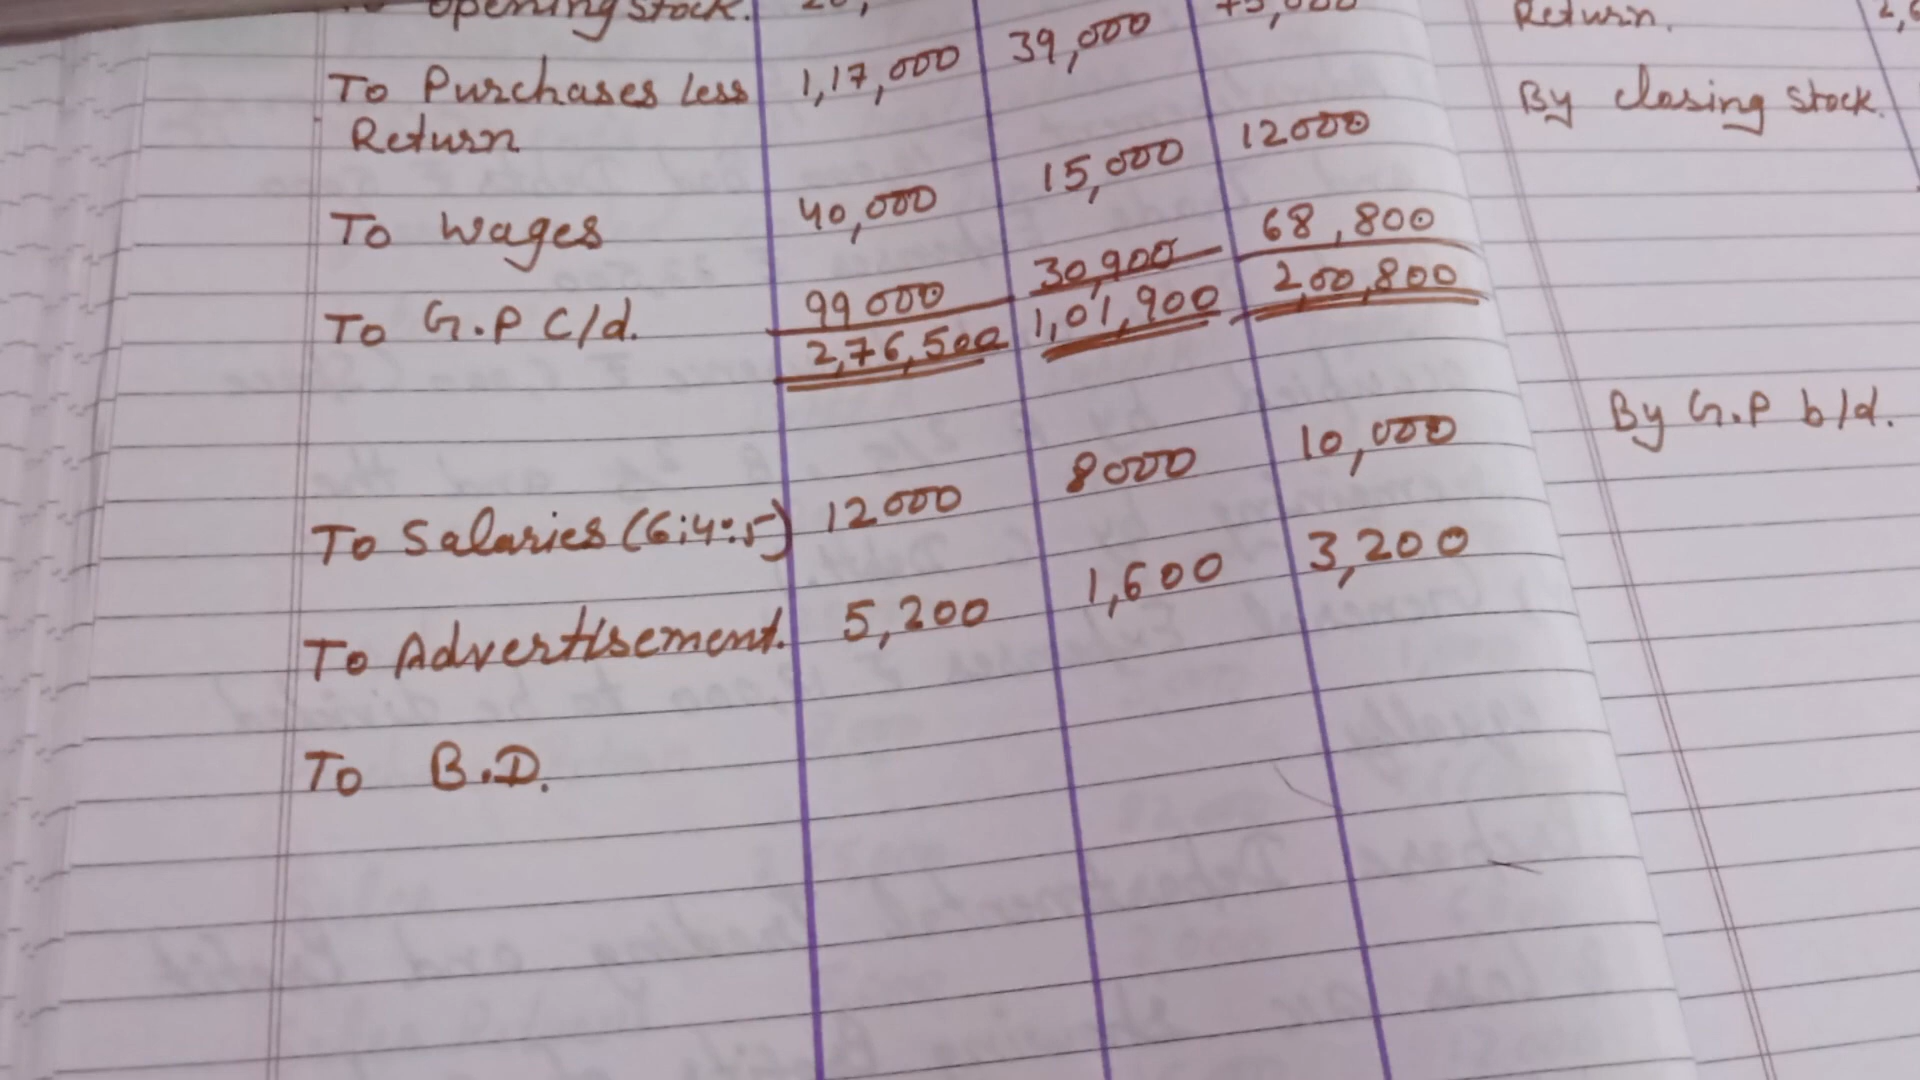 opening stock.
To Purchases Less 1,17,000 39,000
Return
To Wages 40,000 15,000 12000
To G.P C/d. 99000 30,900 68,800
2,76,500 1,01,900 2,00,800
To Salaries (6:4:5) 12000 8000 10,000
To Advertisement. 5,200 1,600 3,200
To B.D.
Return.
By closing stock.
By G.P b/d.